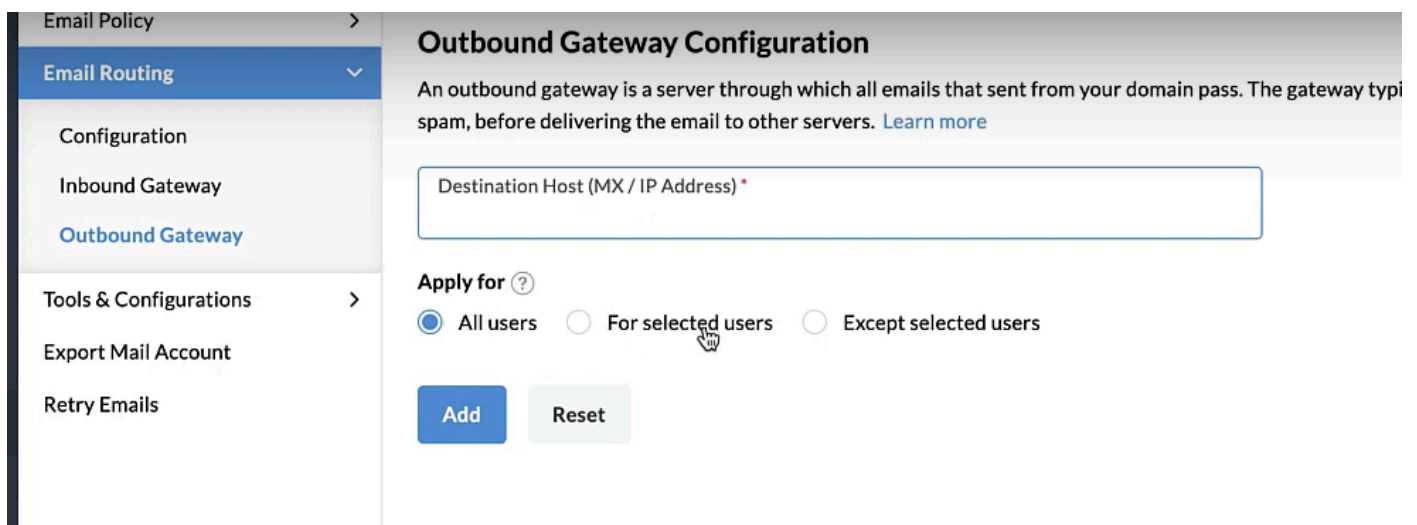 Email Policy
Email Routing
Configuration
Inbound Gateway
Outbound Gateway
Tools & Configurations
Export Mail Account
Retry Emails
Outbound Gateway Configuration
An outbound gateway is a server through which all emails that sent from your domain pass. The gateway typi
spam, before delivering the email to other servers. Learn more
Destination Host (MX / IP Address) *
Apply for ?
All users For selected users Except selected users
Add Reset